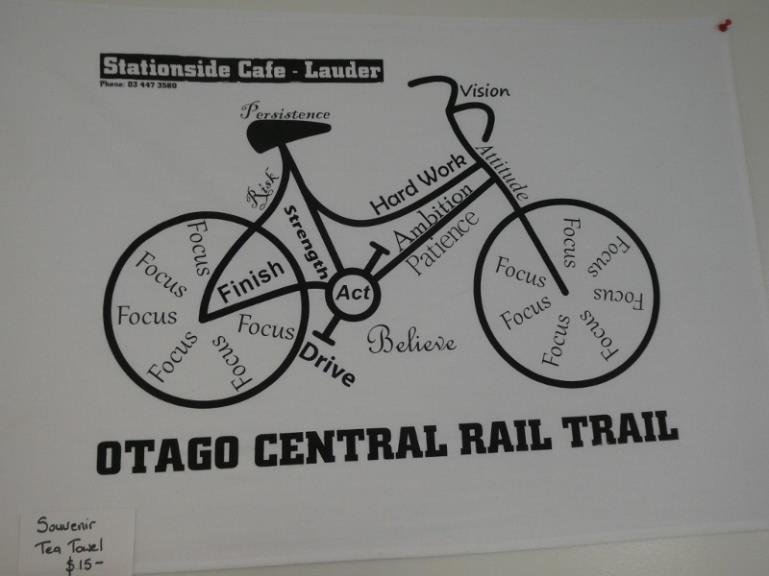 Stationside Cafe - Lauder
Phone: 03 447 3580
Vision
Persistence
Attitude
Risk
Hard Work
Ambition
Patience
Strength
Finish
Act
Drive
Believe
Focus
Focus
Focus
Focus
Focus
Focus
Focus
Focus
Focus
Focus
Focus
Focus
Focus
OTAGO CENTRAL RAIL TRAIL
Souvenir
Tea Towel
$15-